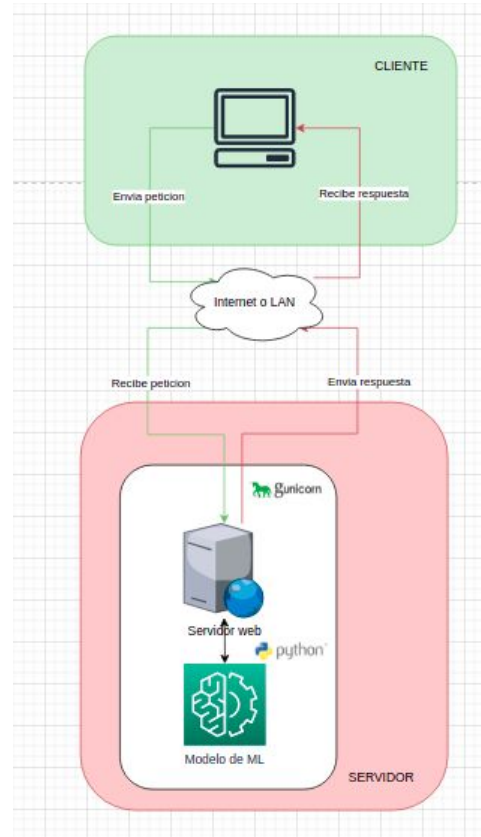 CLIENTE
Envia peticion
Recibe respuesta
Internet o LAN
Recibe peticion
Envia respuesta
gunicorn
Servidor web
python
Modelo de ML
SERVIDOR